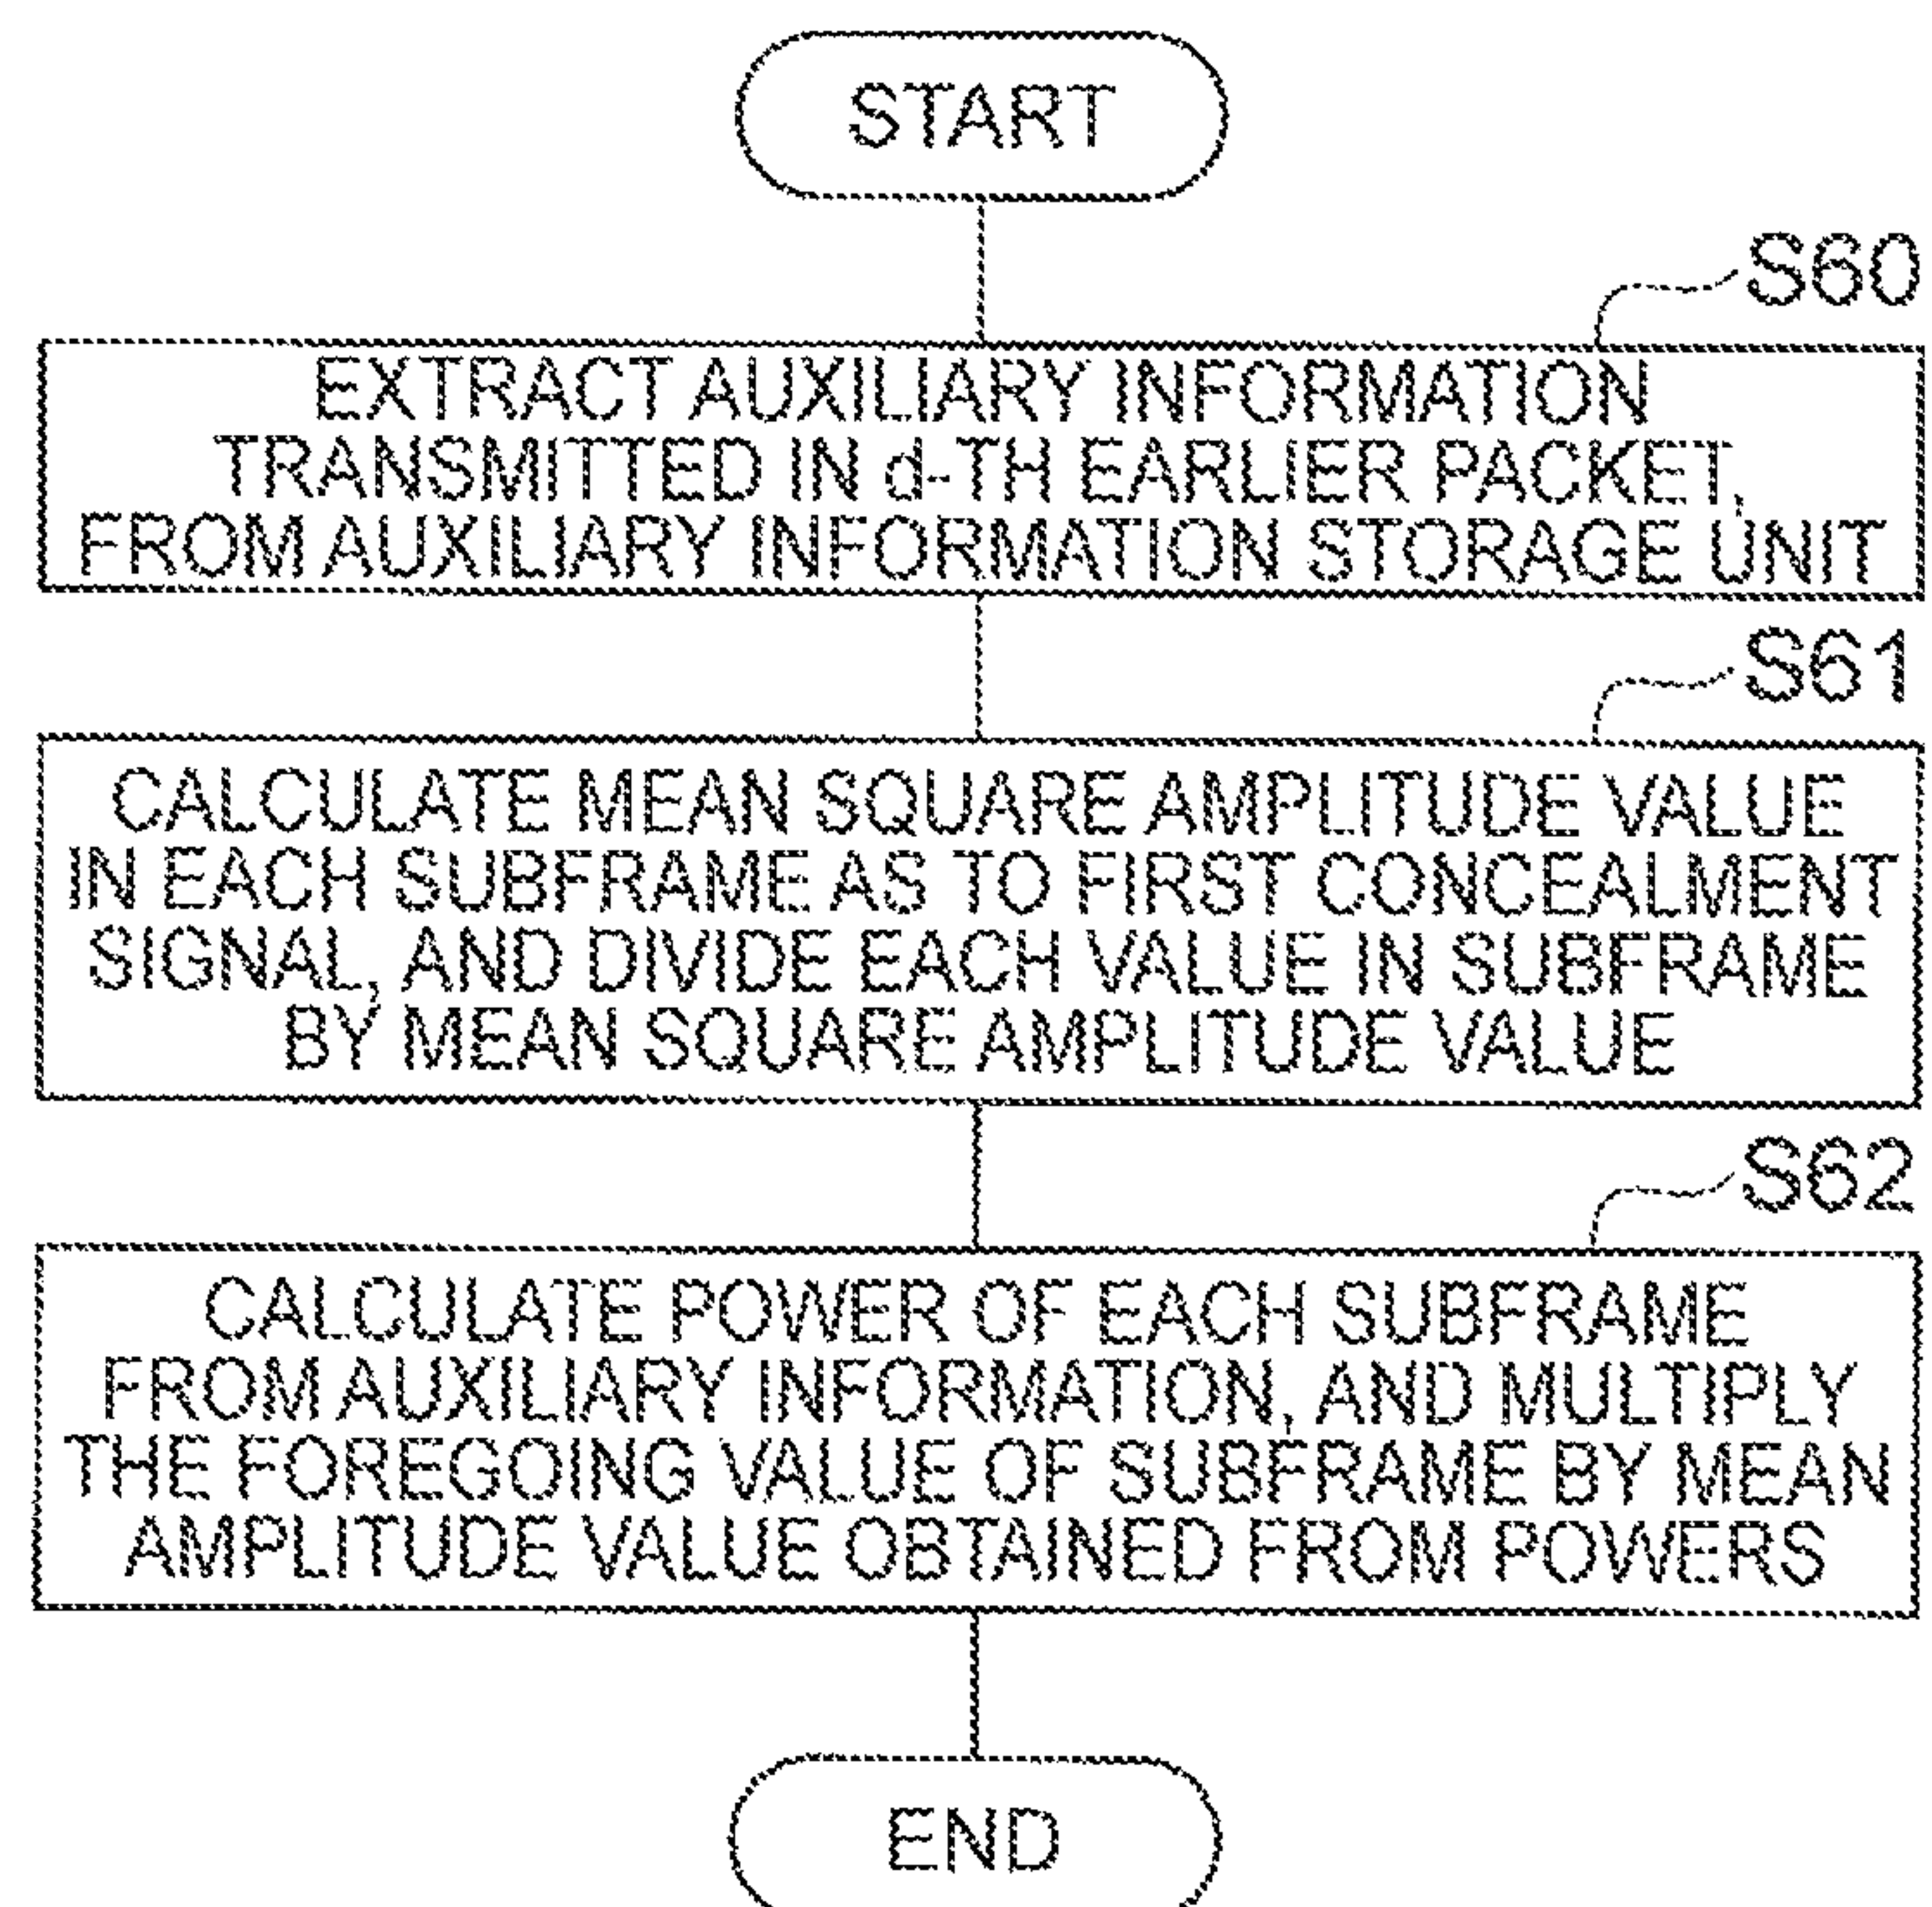 START
S60
EXTRACT AUXILIARY INFORMATION
TRANSMITTED IN d-TH EARLIER PACKET,
FROM AUXILIARY INFORMATION STORAGE UNIT
S61
CALCULATE MEAN SQUARE AMPLITUDE VALUE
IN EACH SUBFRAME AS TO FIRST CONCEALMENT
SIGNAL, AND DIVIDE EACH VALUE IN SUBFRAME
BY MEAN SQUARE AMPLITUDE VALUE
S62
CALCULATE POWER OF EACH SUBFRAME
FROM AUXILIARY INFORMATION, AND MULTIPLY
THE FOREGOING VALUE OF SUBFRAME BY MEAN
AMPLITUDE VALUE OBTAINED FROM POWERS
END